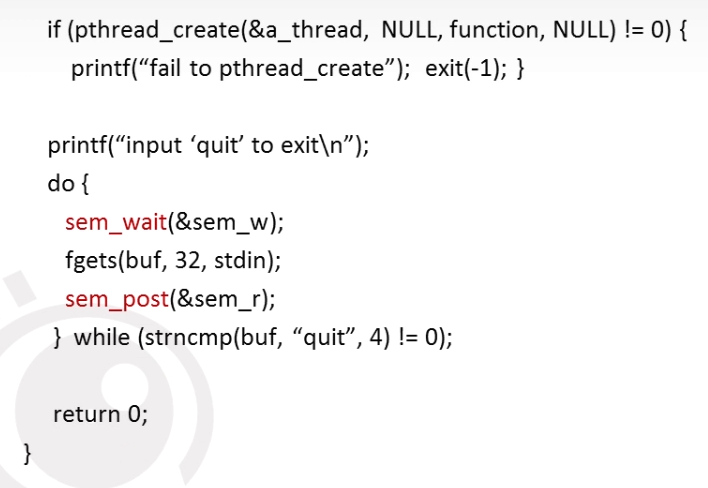 if (pthread_create(&a_thread,  NULL, function, NULL) != 0) {
printf(“fail to pthread_create”);  exit(-1); }
printf(“input ‘quit’ to exit\n”);
do {
sem_wait(&sem_w);
fgets(buf, 32, stdin);
sem_post(&sem_r);
}  while (strncmp(buf, “quit”, 4) != 0);
return 0;
}